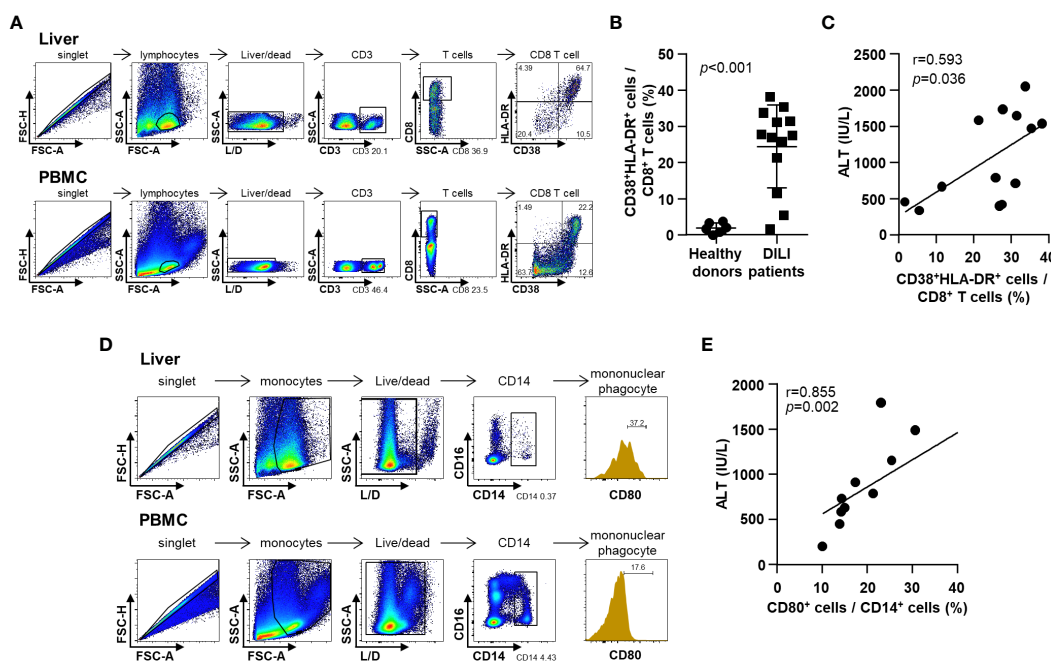 A
Liver
singlet
lymphocytes
Liver/dead
CD3
T cells
CD8 T cell
FSC-H
FSC-A
SSC-A
FSC-A
SSC-A
L/D
SSC-A
CD3
CD3 20.1
CD8
SSC-A
CD8 36.9
HLA-DR
CD38
4.39
64.7
20.4
10.5
PBMC
singlet
lymphocytes
Liver/dead
CD3
T cells
CD8 T cell
FSC-H
FSC-A
SSC-A
FSC-A
SSC-A
L/D
SSC-A
CD3
CD3 46.4
CD8
SSC-A
CD8 23.5
HLA-DR
CD38
1.49
22.2
63.7
12.6
B
CD38+HLA-DR+ cells /
CD8+ T cells (%)
50
40
30
20
10
0
p<0.001
Healthy
donors
DILI
patients
C
ALT (IU/L)
2500
2000
1500
1000
500
0
r=0.593
p=0.036
0
10
20
30
40
CD38+HLA-DR+ cells /
CD8+ T cells (%)
D
Liver
singlet
monocytes
Live/dead
CD14
mononuclear
phagocyte
FSC-H
FSC-A
SSC-A
FSC-A
SSC-A
L/D
CD16
CD14
CD14 0.37
37.2
CD80
PBMC
singlet
monocytes
Live/dead
CD14
mononuclear
phagocyte
FSC-H
FSC-A
SSC-A
FSC-A
SSC-A
L/D
CD16
CD14
CD14 4.43
17.6
CD80
E
ALT (IU/L)
2000
1500
1000
500
0
r=0.855
p=0.002
0
10
20
30
40
CD80+ cells / CD14+ cells (%)